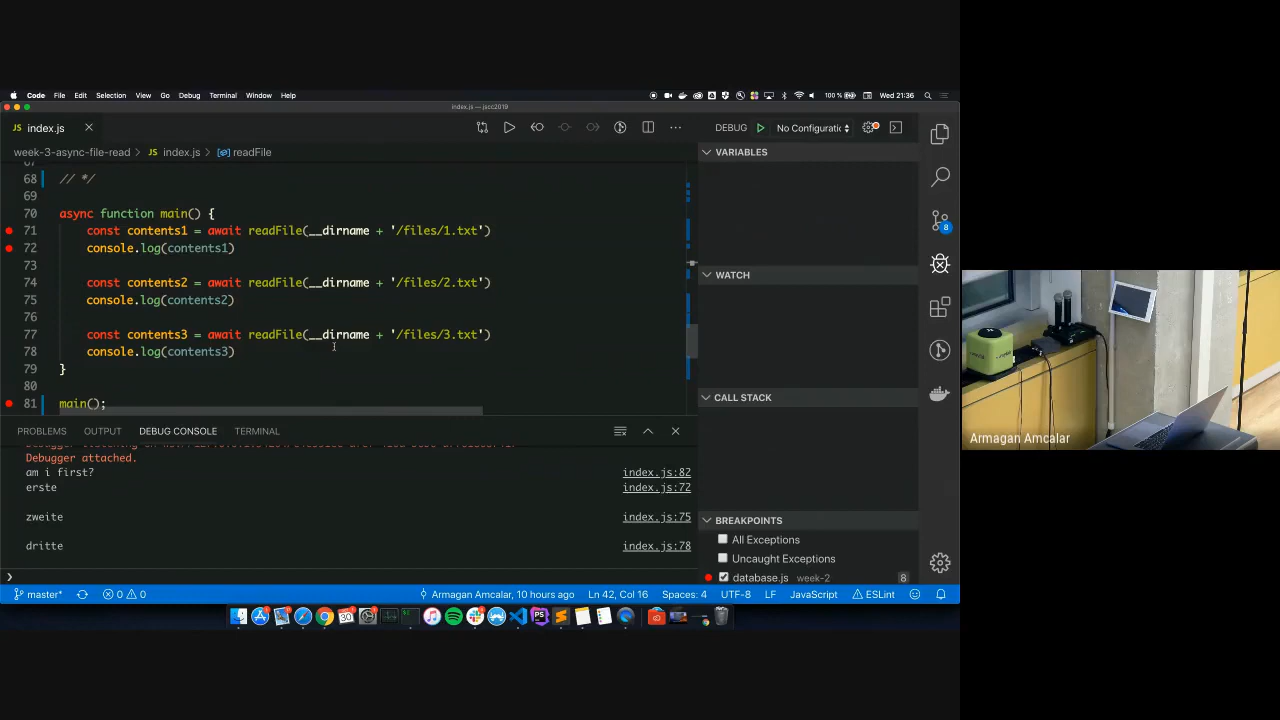 Code File Edit Selection View Go Debug Terminal Window Help 100 % Wed 21:36
index.js — jscc2019
JS index.js
DEBUG No Configuratic
week-3-async-file-read JS index.js readFile
VARIABLES
68 // */
69
70 async function main() {
71 const contents1 = await readFile(__dirname + '/files/1.txt')
72 console.log(contents1)
73
74 const contents2 = await readFile(__dirname + '/files/2.txt')
75 console.log(contents2)
76
77 const contents3 = await readFile(__dirname + '/files/3.txt')
78 console.log(contents3)
79 }
80
81 main();
WATCH
8
CALL STACK
PROBLEMS OUTPUT DEBUG CONSOLE TERMINAL
Debugger attached.
am i first? index.js:82
erste index.js:72
zweite index.js:75
dritte index.js:78
BREAKPOINTS
All Exceptions
Uncaught Exceptions
database.js week-2 8
master* 0 0 Armagan Amcalar, 10 hours ago Ln 42, Col 16 Spaces: 4 UTF-8 LF JavaScript ESLint
Armagan Amcalar